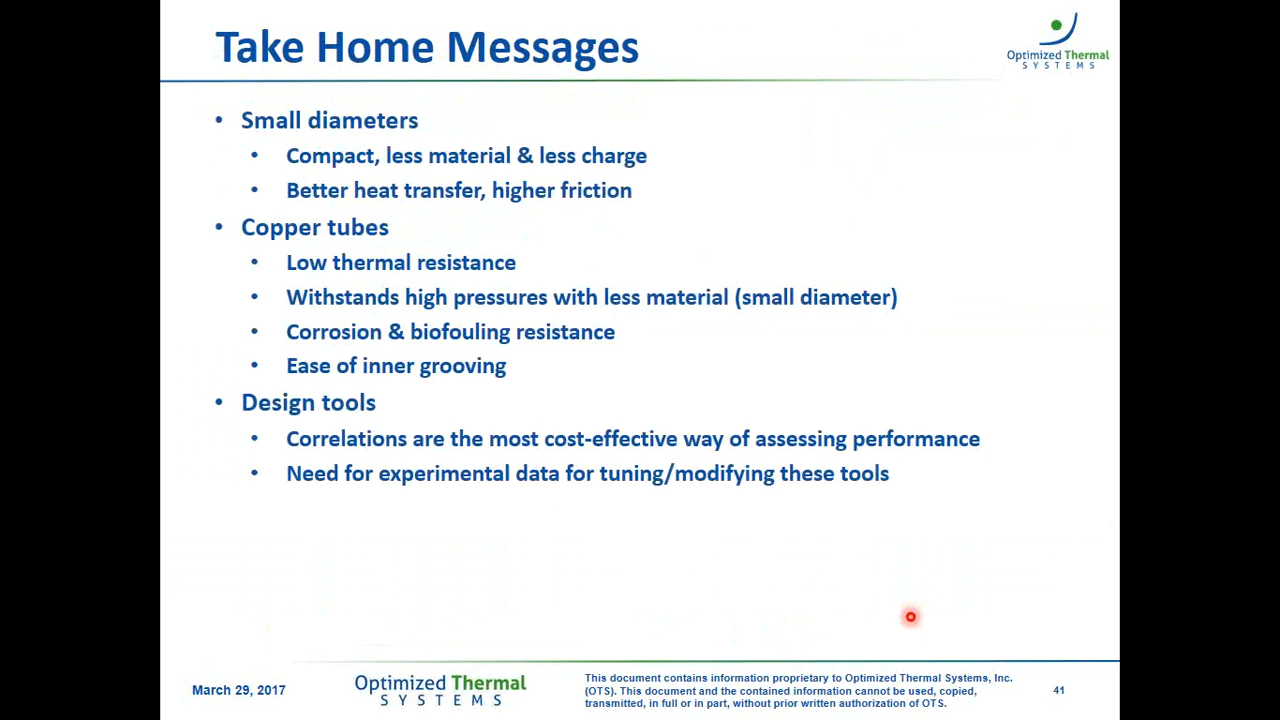 Take Home Messages
Optimized Thermal
SYSTEMS
• Small diameters
• Compact, less material & less charge
• Better heat transfer, higher friction
• Copper tubes
• Low thermal resistance
• Withstands high pressures with less material (small diameter)
• Corrosion & biofouling resistance
• Ease of inner grooving
• Design tools
• Correlations are the most cost-effective way of assessing performance
• Need for experimental data for tuning/modifying these tools
March 29, 2017
Optimized Thermal
SYSTEMS
This document contains information proprietary to Optimized Thermal Systems, Inc.
(OTS). This document and the contained information cannot be used, copied,
transmitted, in full or in part, without prior written authorization of OTS.
41